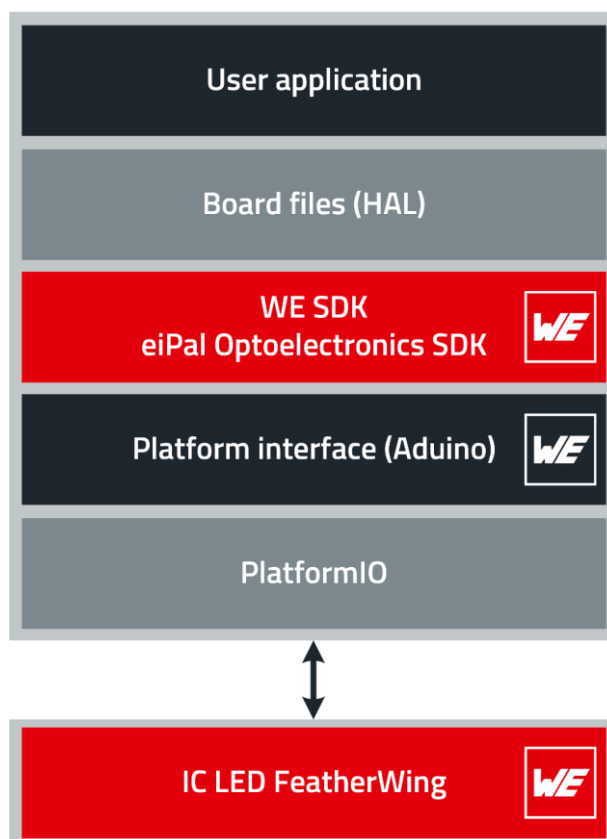 User application
Board files (HAL)
WE SDK
eiPal Optoelectronics SDK
WE
Platform interface (Aduino)
WE
PlatformIO
IC LED FeatherWing
WE